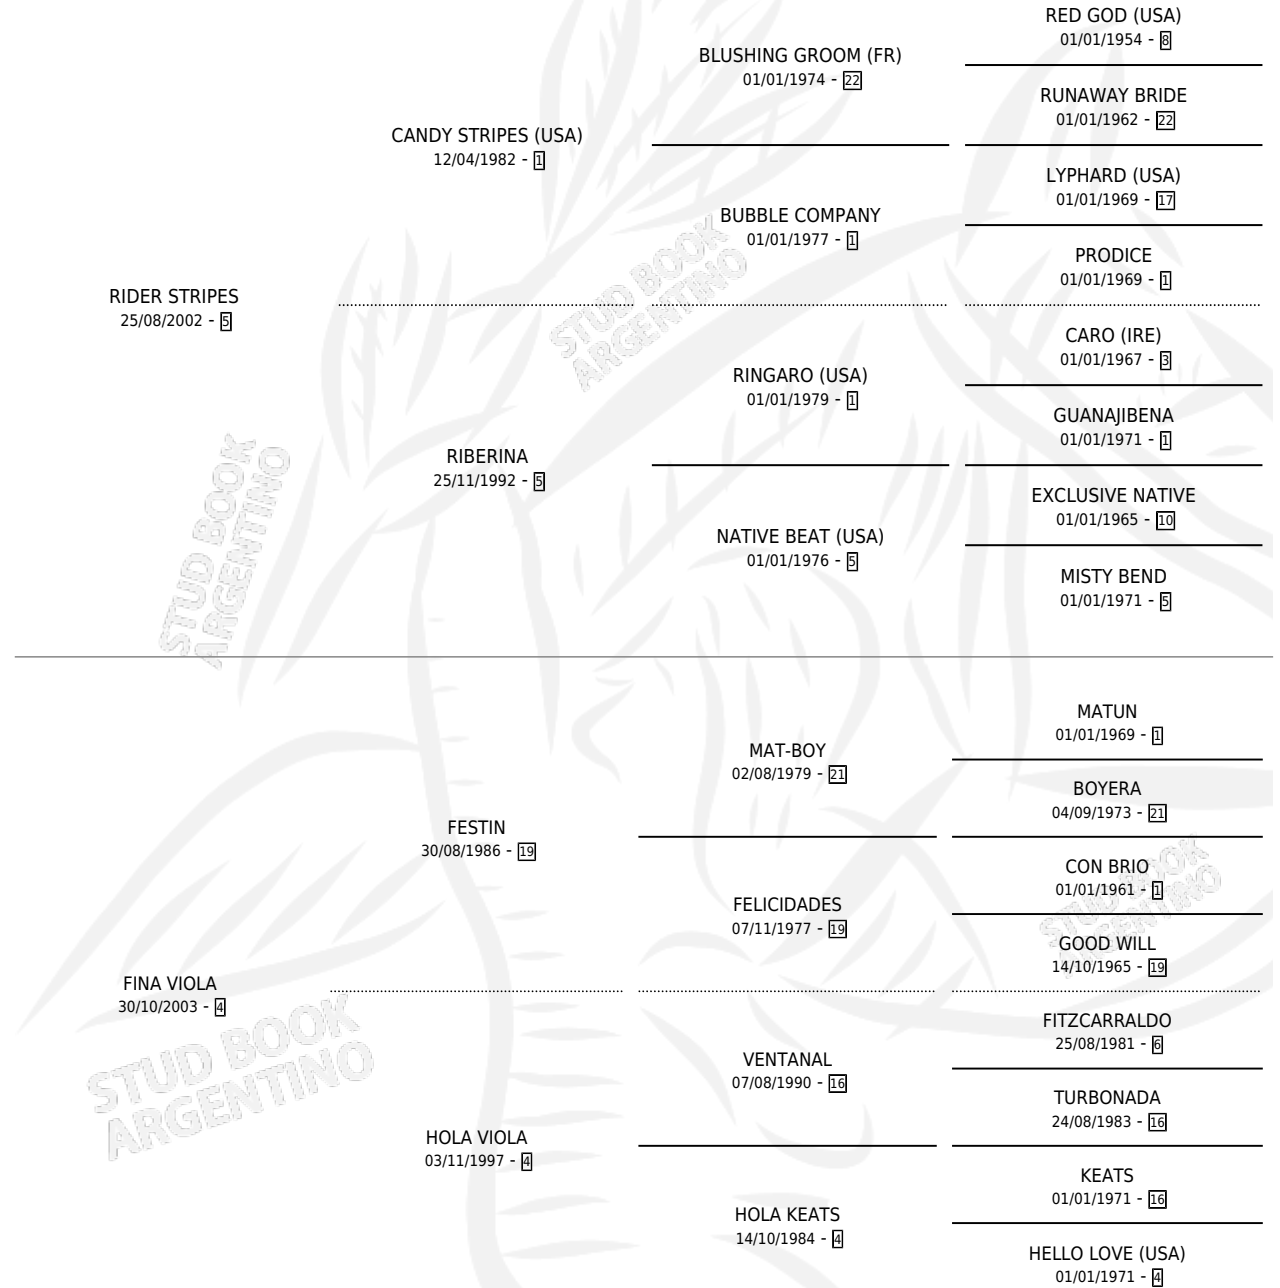 RED GOD (USA)
01/01/1954 - 8
BLUSHING GROOM (FR)
01/01/1974 - 22
RUNAWAY BRIDE
01/01/1962 - 22
CANDY STRIPES (USA)
12/04/1982 - 1
LYPHARD (USA)
01/01/1969 - 17
BUBBLE COMPANY
01/01/1977 - 1
PRODICE
01/01/1969 - 1
RIDER STRIPES
25/08/2002 - 5
STUD BOOK
ARGENTINO
CARO (IRE)
01/01/1967 - 3
RINGARO (USA)
01/01/1979 - 1
GUANAJIBENA
01/01/1971 - 1
RIBERINA
25/11/1992 - 5
EXCLUSIVE NATIVE
01/01/1965 - 10
NATIVE BEAT (USA)
01/01/1976 - 5
MISTY BEND
01/01/1971 - 5
STUD BOOK
ARGENTINO
MATUN
01/01/1969 - 1
MAT-BOY
02/08/1979 - 21
BOYERA
04/09/1973 - 21
FESTIN
30/08/1986 - 19
CON BRIO
01/01/1961 - 1
FELICIDADES
07/11/1977 - 19
GOOD WILL
14/10/1965 - 19
STUD BOOK
ARGENTINO
FINA VIOLA
30/10/2003 - 4
FITZCARRALDO
25/08/1981 - 6
VENTANAL
07/08/1990 - 16
TURBONADA
24/08/1983 - 16
STUD BOOK
ARGENTINO
HOLA VIOLA
03/11/1997 - 4
KEATS
01/01/1971 - 16
HOLA KEATS
14/10/1984 - 4
HELLO LOVE (USA)
01/01/1971 - 4